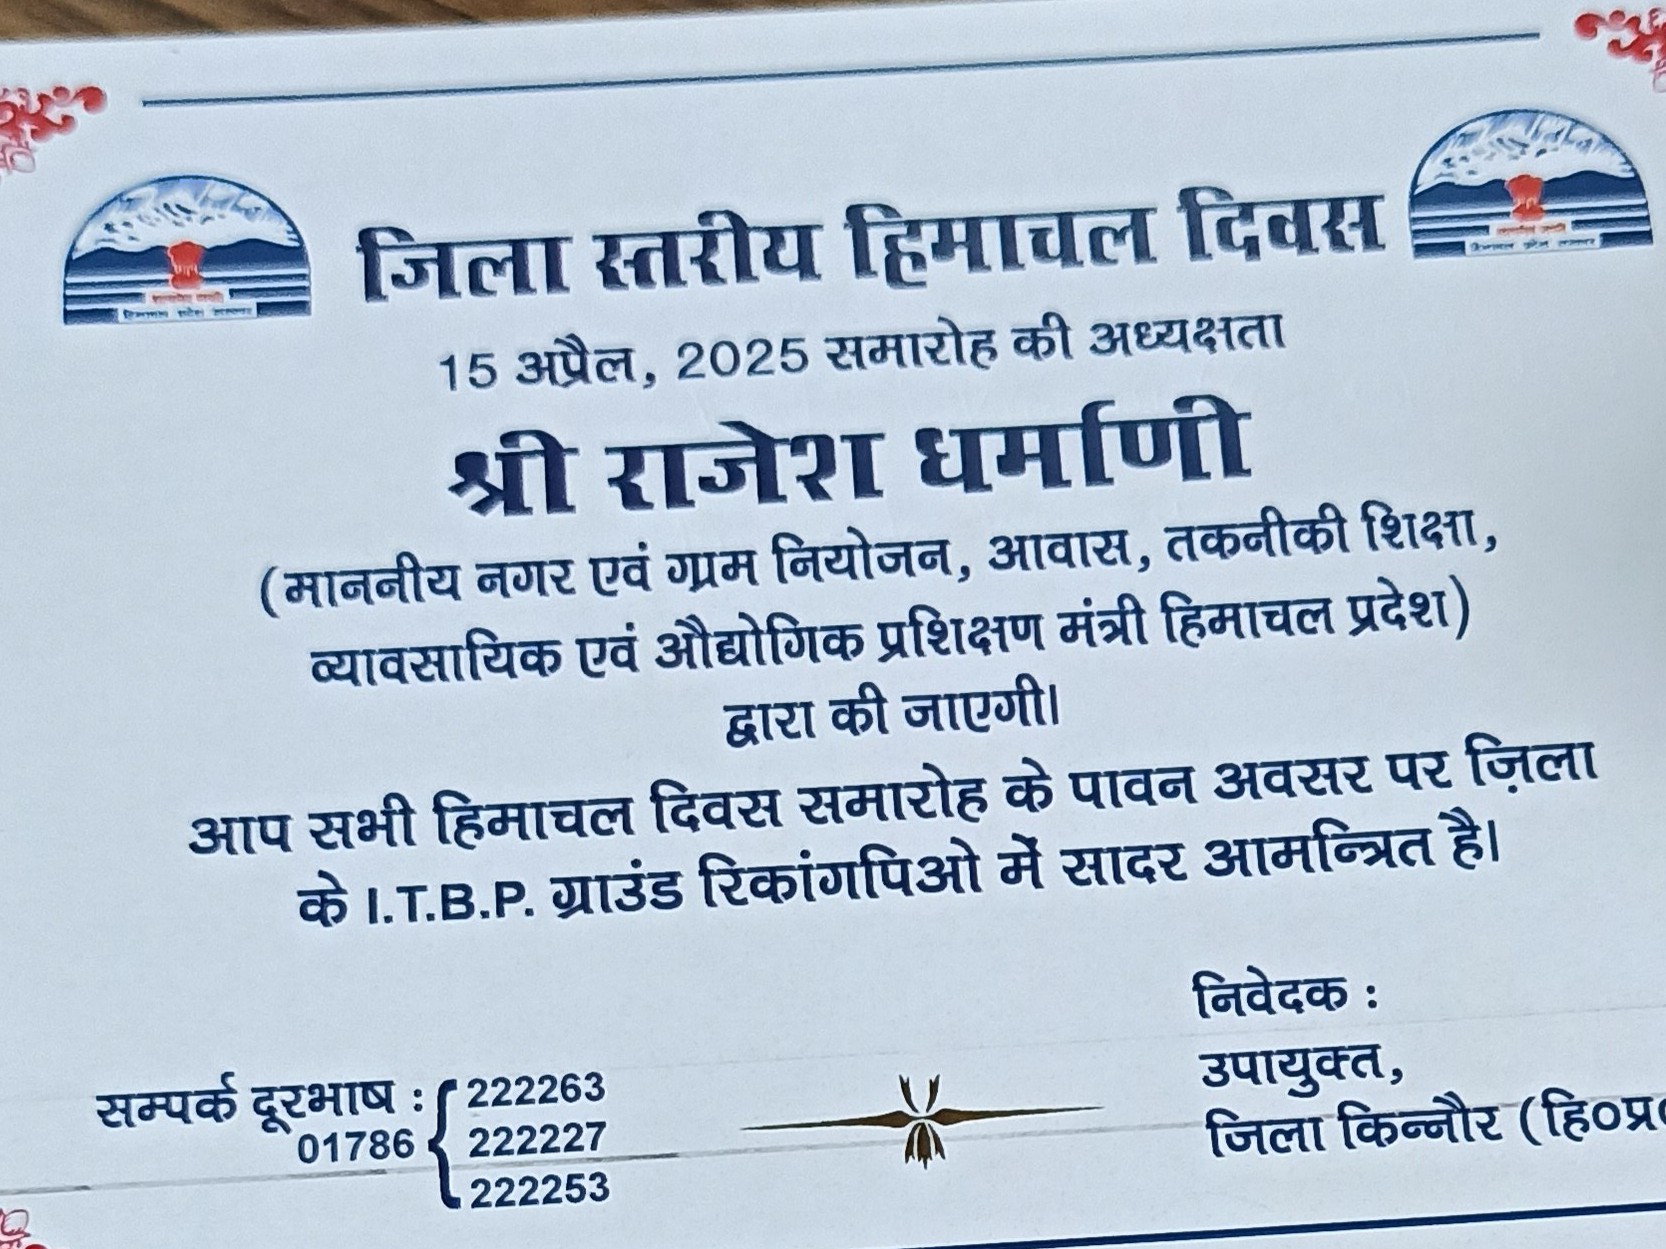 जिला स्तरीय हिमाचल दिवस
15 अप्रैल, 2025 समारोह की अध्यक्षता
श्री राजेश धर्माणी
(माननीय नगर एवं ग्राम नियोजन, आवास, तकनीकी शिक्षा,
व्यावसायिक एवं औद्योगिक प्रशिक्षण मंत्री हिमाचल प्रदेश)
द्वारा की जाएगी।
आप सभी हिमाचल दिवस समारोह के पावन अवसर पर ज़िला
के I.T.B.P. ग्राउंड रिकांगपिओ में सादर आमन्त्रित है।
निवेदक :
उपायुक्त,
जिला किन्नौर (हि०प्र०
सम्पर्क दूरभाष :
01786
222263
222227
222253